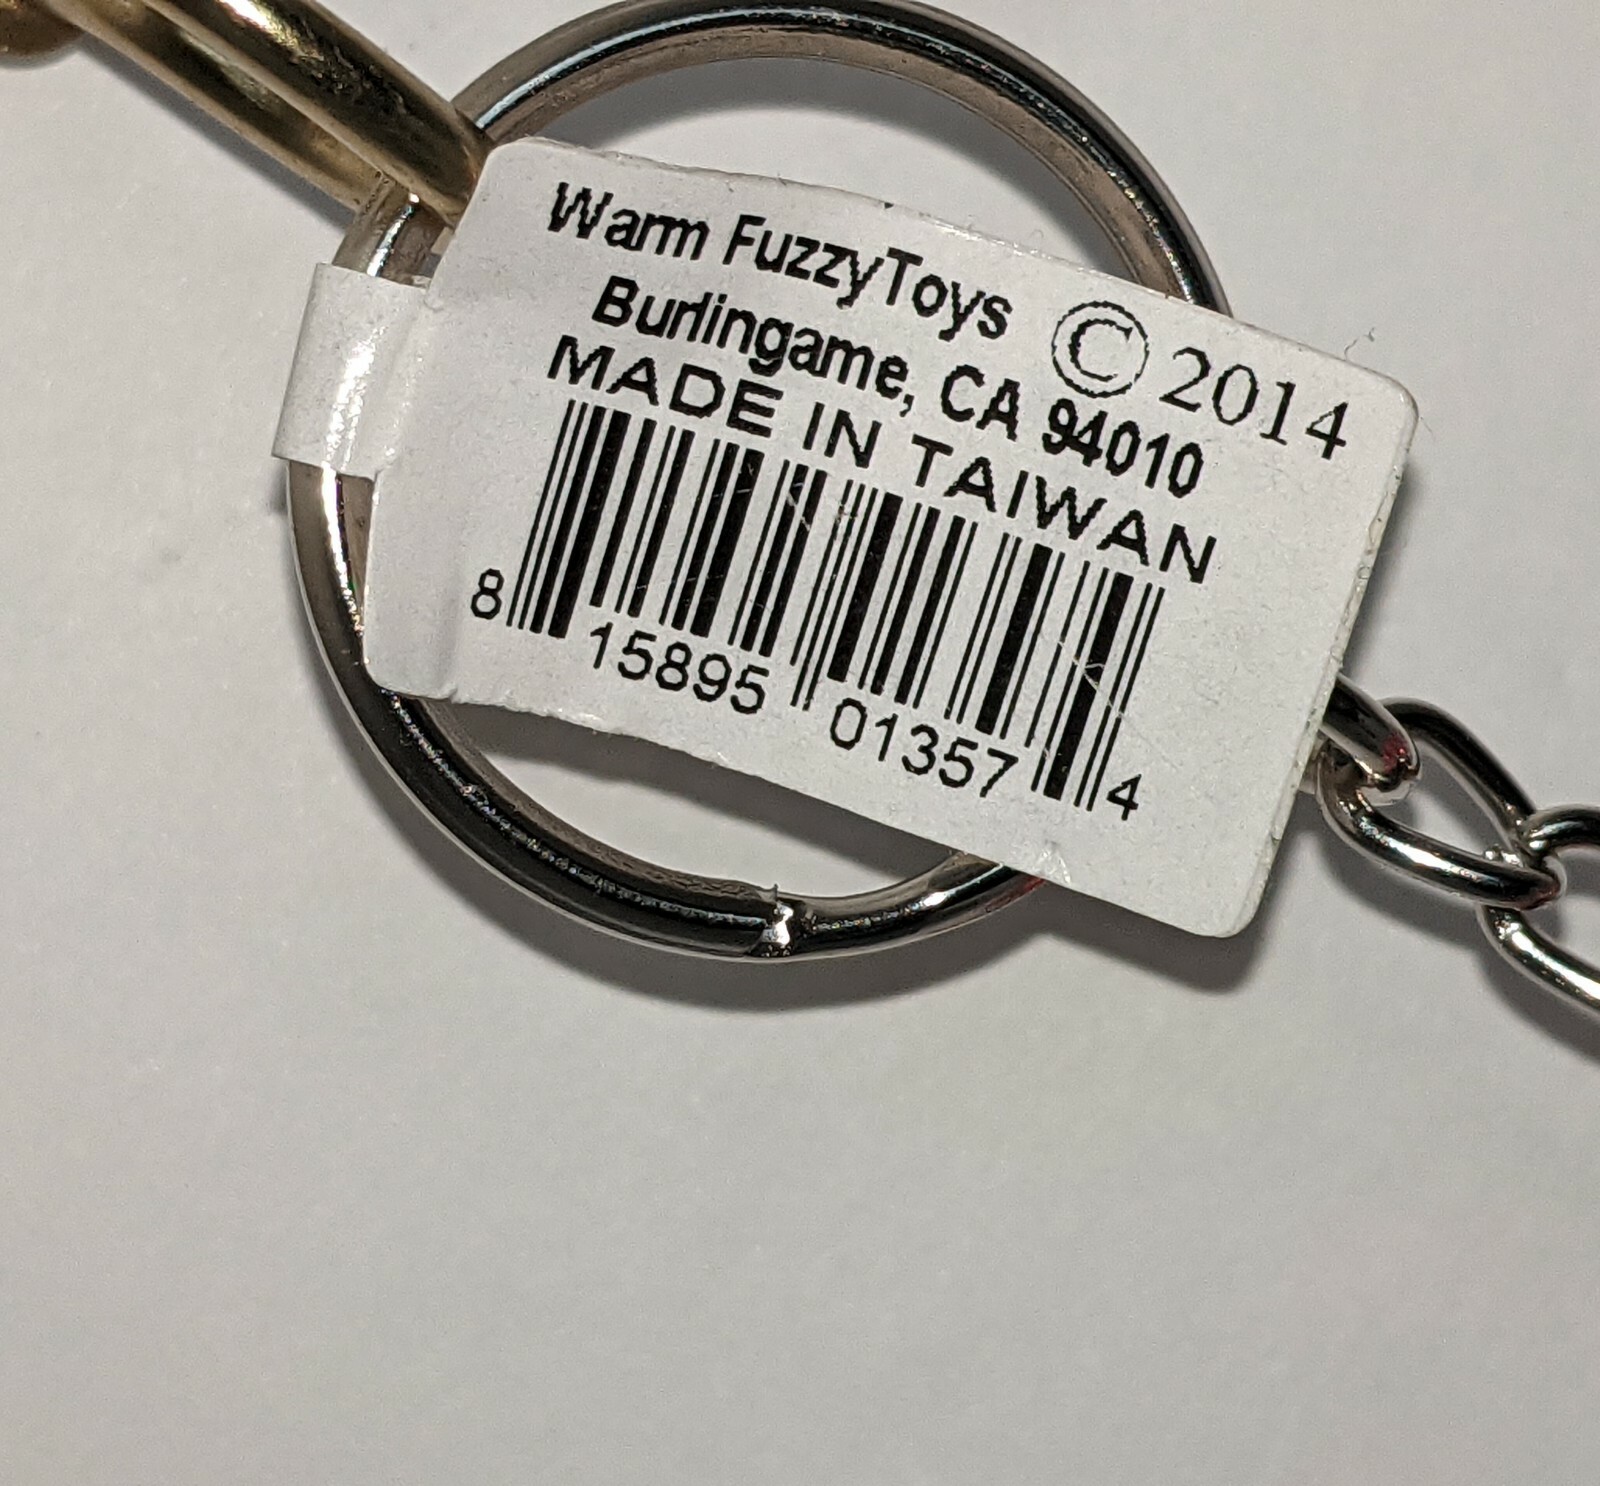 Warm FuzzyToys © 2014
Burlingame, CA 94010
MADE IN TAIWAN
8 15895 01357 4